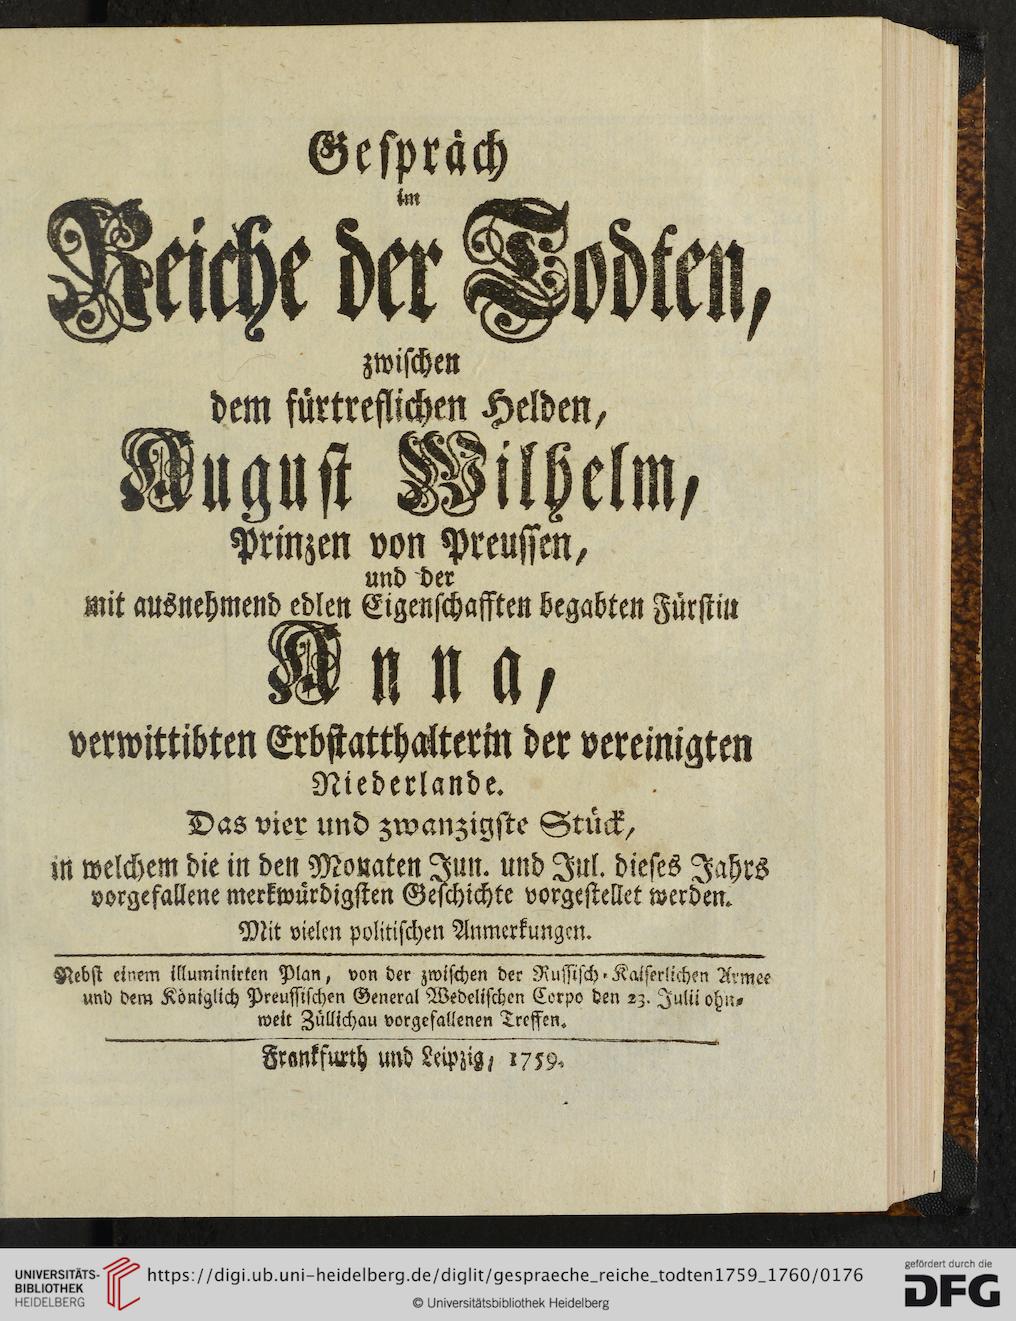 Gespräch
im
Reiche der Todten,
zwischen
dem fürtreflichen Helden,
August Wilhelm,
Prinzen von Preussen,
und der
mit ausnehmend edlen Eigenschafften begabten Fürstin
Anna,
verwittibten Erbstatthalterin der vereinigten
Niederlande.
Das vier und zwanzigste Stück,
in welchem die in den Monaten Jun. und Jul. dieses Jahrs
vorgefallene merkwürdigsten Geschichte vorgestellet werden.
Mit vielen politischen Anmerkungen.
Nebst einem illuminirten Plan, von der zwischen der Russisch-Kaiserlichen Armee
und dem Königlich Preussischen General Wedelischen Corpo den 23. Julii ohn-
weit Züllichau vorgefallenen Treffen.
Frankfurth und Leipzig, 1759.
UNIVERSITÄTS-
BIBLIOTHEK
HEIDELBERG
https://digi.ub.uni-heidelberg.de/diglit/gespraeche_reiche_todten1759_1760/0176
© Universitätsbibliothek Heidelberg
gefördert durch die
DFG